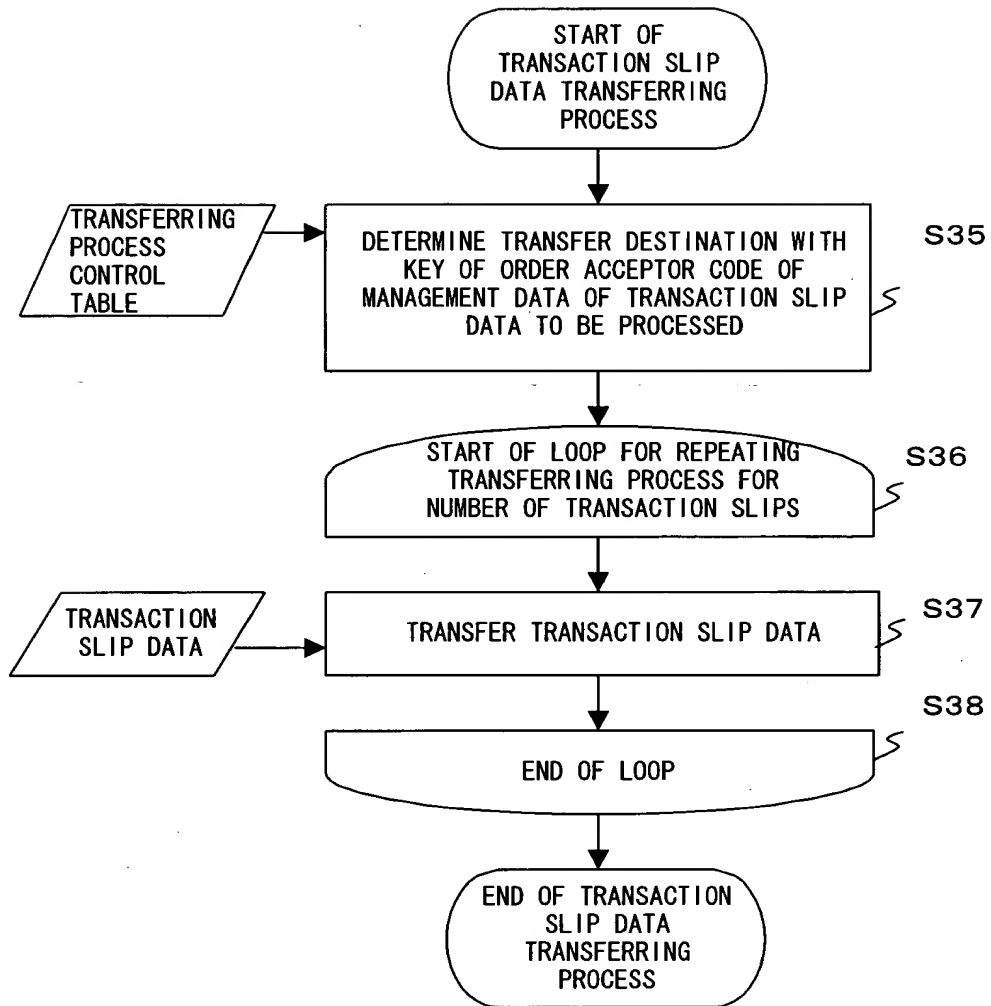 START OF
TRANSACTION SLIP
DATA TRANSFERRING
PROCESS
TRANSFERRING
PROCESS
CONTROL
TABLE
DETERMINE TRANSFER DESTINATION WITH
KEY OF ORDER ACCEPTOR CODE OF
MANAGEMENT DATA OF TRANSACTION SLIP
DATA TO BE PROCESSED
S35
START OF LOOP FOR REPEATING
TRANSFERRING PROCESS FOR
NUMBER OF TRANSACTION SLIPS
S36
TRANSACTION
SLIP DATA
TRANSFER TRANSACTION SLIP DATA
S37
END OF LOOP
S38
END OF TRANSACTION
SLIP DATA
TRANSFERRING
PROCESS